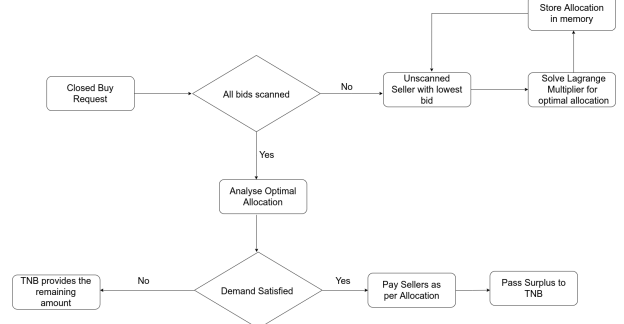 Store Allocation
in memory
Closed Buy
Request
All bids scanned
No
Unscanned
Seller with lowest
bid
Solve Lagrange
Multiplier for
optimal allocation
Yes
Analyse Optimal
Allocation
TNB provides the
remaining
amount
No
Demand Satisfied
Yes
Pay Sellers as
per Allocation
Pass Surplus to
TNB